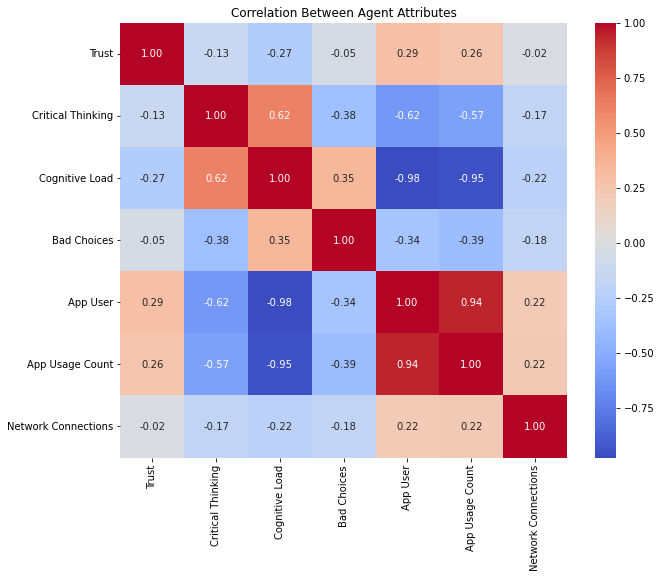 Correlation Between Agent Attributes
Trust 1.00 -0.13 -0.27 -0.05 0.29 0.26 -0.02
Critical Thinking -0.13 1.00 0.62 -0.38 -0.62 -0.57 -0.17
Cognitive Load -0.27 0.62 1.00 0.35 -0.98 -0.95 -0.22
Bad Choices -0.05 -0.38 0.35 1.00 -0.34 -0.39 -0.18
App User 0.29 -0.62 -0.98 -0.34 1.00 0.94 0.22
App Usage Count 0.26 -0.57 -0.95 -0.39 0.94 1.00 0.22
Network Connections -0.02 -0.17 -0.22 -0.18 0.22 0.22 1.00
Trust
Critical Thinking
Cognitive Load
Bad Choices
App User
App Usage Count
Network Connections
1.00
0.75
0.50
0.25
0.00
-0.25
-0.50
-0.75